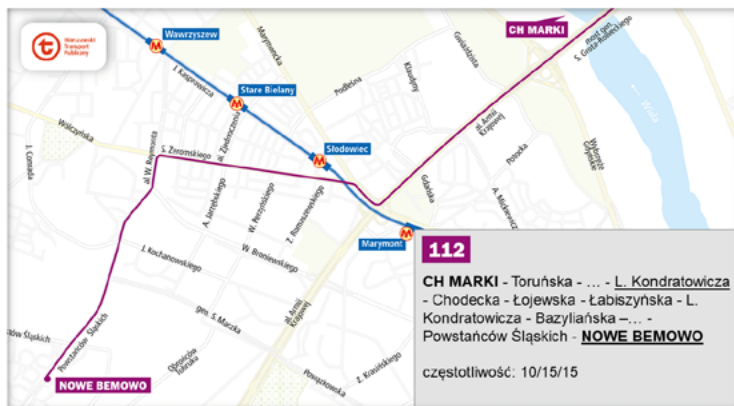 Warszawski
Transport
Publiczny
Wawrzyszew
Marymoncka
CH MARKI
most gen.
S. Grota-Roweckiego
Gwiaździsta
J. Kasprowicza
Stare Bielany
Podleśna
Klaudyny
Wisła
Wólczyńska
al. Zjednoczenia
al. Armii
Krajowej
J. Conrada
al. W. Reymonta
S. Żeromskiego
Słodowiec
Potocka
Wybrzeże
Gdyńskie
A. Jarzębskiego
W. Perzyńskiego
Z. Romaszewskiego
Gdańska
A. Mickiewicza
J. Kochanowskiego
W. Broniewskiego
Marymont
gen. S. Maczka
al. Armii
Krajowej
ców Śląskich
Powstańców Śląskich
Obrońców
Tobruku
Powązkowska
Z. Krasińskiego
NOWE BEMOWO
112
CH MARKI - Toruńska - ... - L. Kondratowicza
- Chodecka - Łojewska - Łabiszyńska - L.
Kondratowicza - Bazyliańska –... -
Powstańców Śląskich - NOWE BEMOWO
częstotliwość: 10/15/15